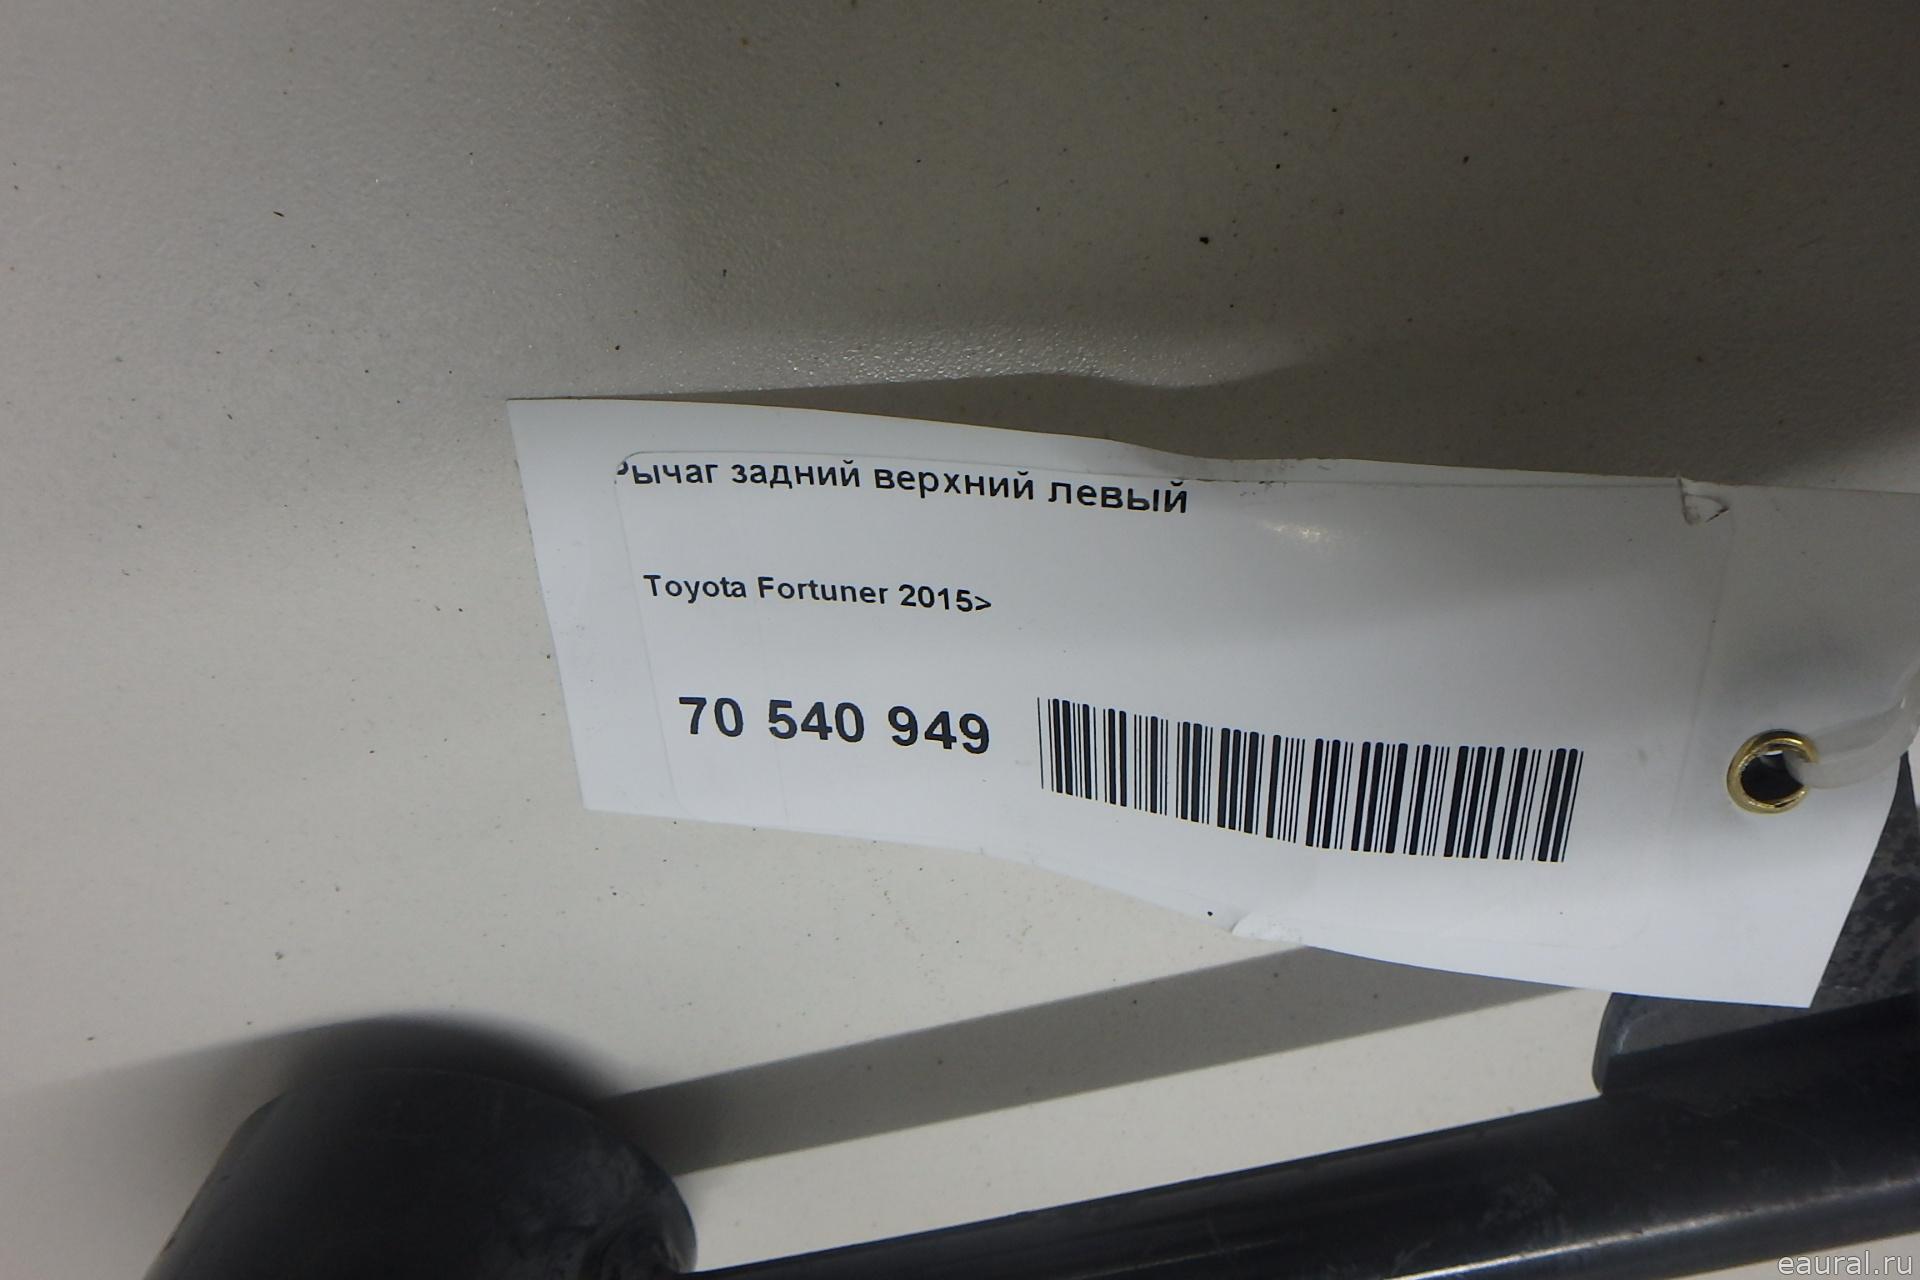 Рычаг задний верхний левый
Toyota Fortuner 2015>
70 540 949
eaural.ru